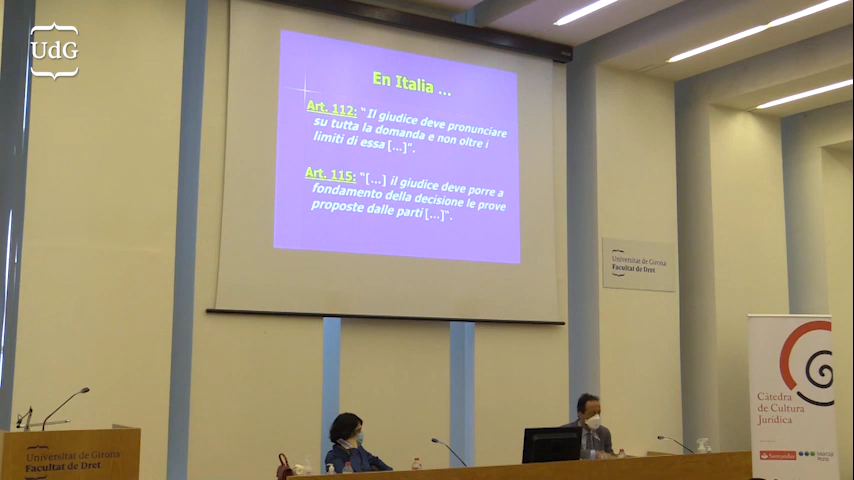 UdG
En Italia ...
Art. 112: "Il giudice deve pronunciare
su tutta la domanda e non oltre i
limiti di essa [...]".
Art. 115: "[...] il giudice deve porre a
fondamento della decisione le prove
proposte dalle parti [...]".
Universitat de Girona
Facultat de Dret
Càtedra
de Cultura
Jurídica
Santander
Universitat de Girona
Facultat de Dret